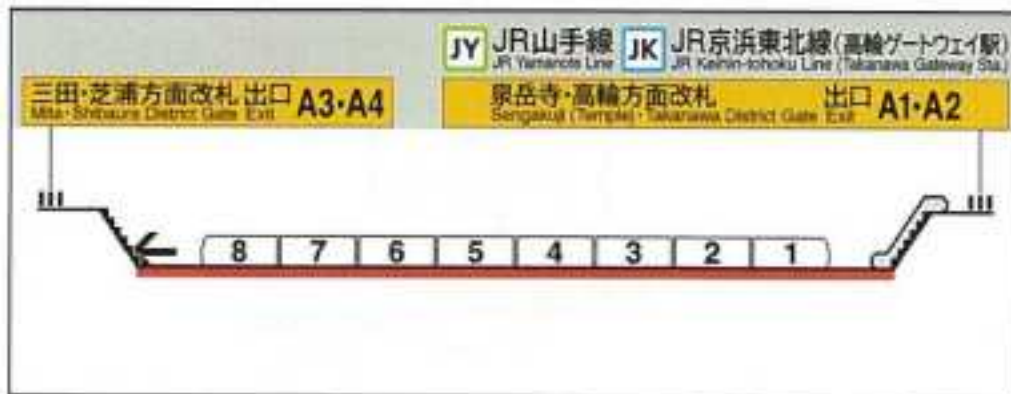 JY JR山手線 JK JR京浜東北線(高輪ゲートウェイ駅)
JR Yamanote Line JR Keihin-tohoku Line (Takanawa Gateway Sta.)
三田・芝浦方面改札 出口 A3・A4
Mita・Shibaura District Gate Exit
泉岳寺・高輪方面改札 出口 A1・A2
Sengakuji (Temple)・Takanawa District Gate Exit
8 7 6 5 4 3 2 1